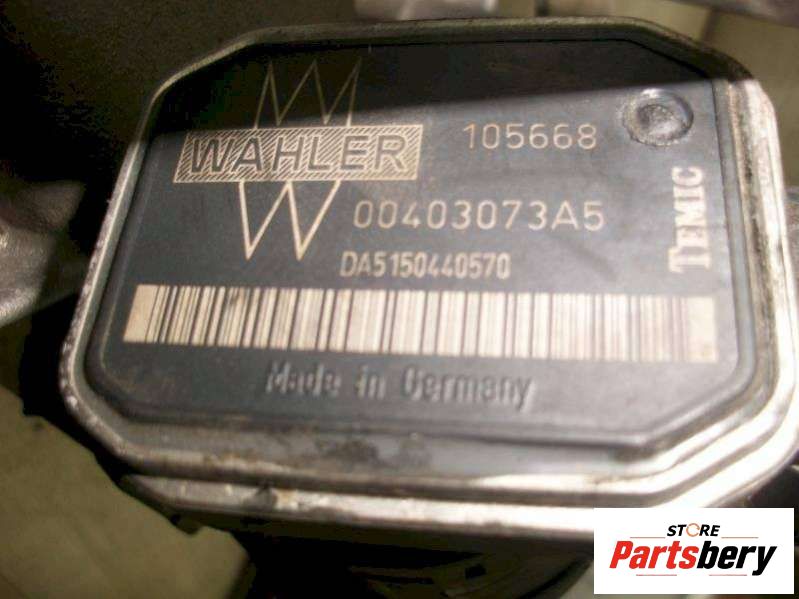 WAHLER
105668
00403073A5
TEMIC
DA5150440570
Made in Germany
STORE
Partsbery